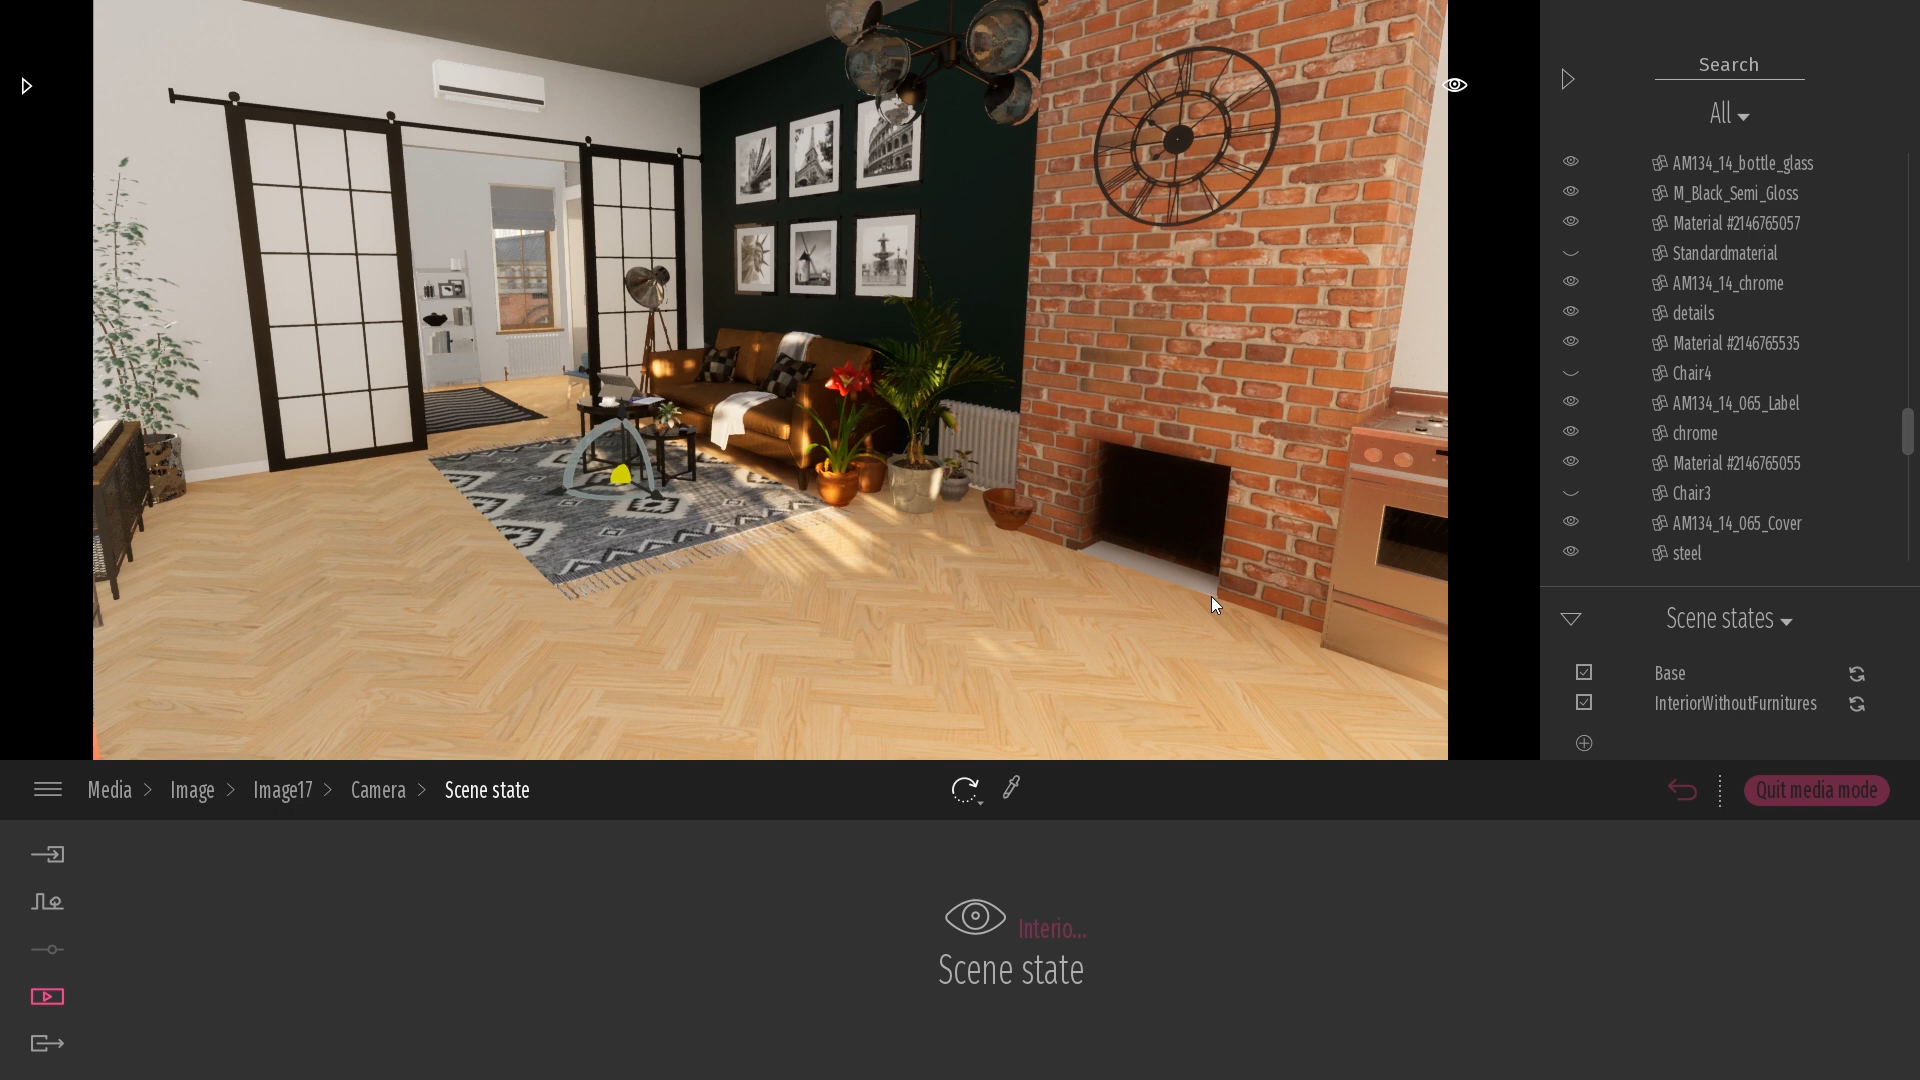 Search
All
AM134_14_bottle_glass
M_Black_Semi_Gloss
Material #2146765057
Standardmaterial
AM134_14_chrome
details
Material #2146765535
Chair4
AM134_14_065_Label
chrome
Material #2146765055
Chair3
AM134_14_065_Cover
steel
Scene states
Base
InteriorWithoutFurnitures
Media > Image > Image17 > Camera > Scene state
Quit media mode
Interio...
Scene state